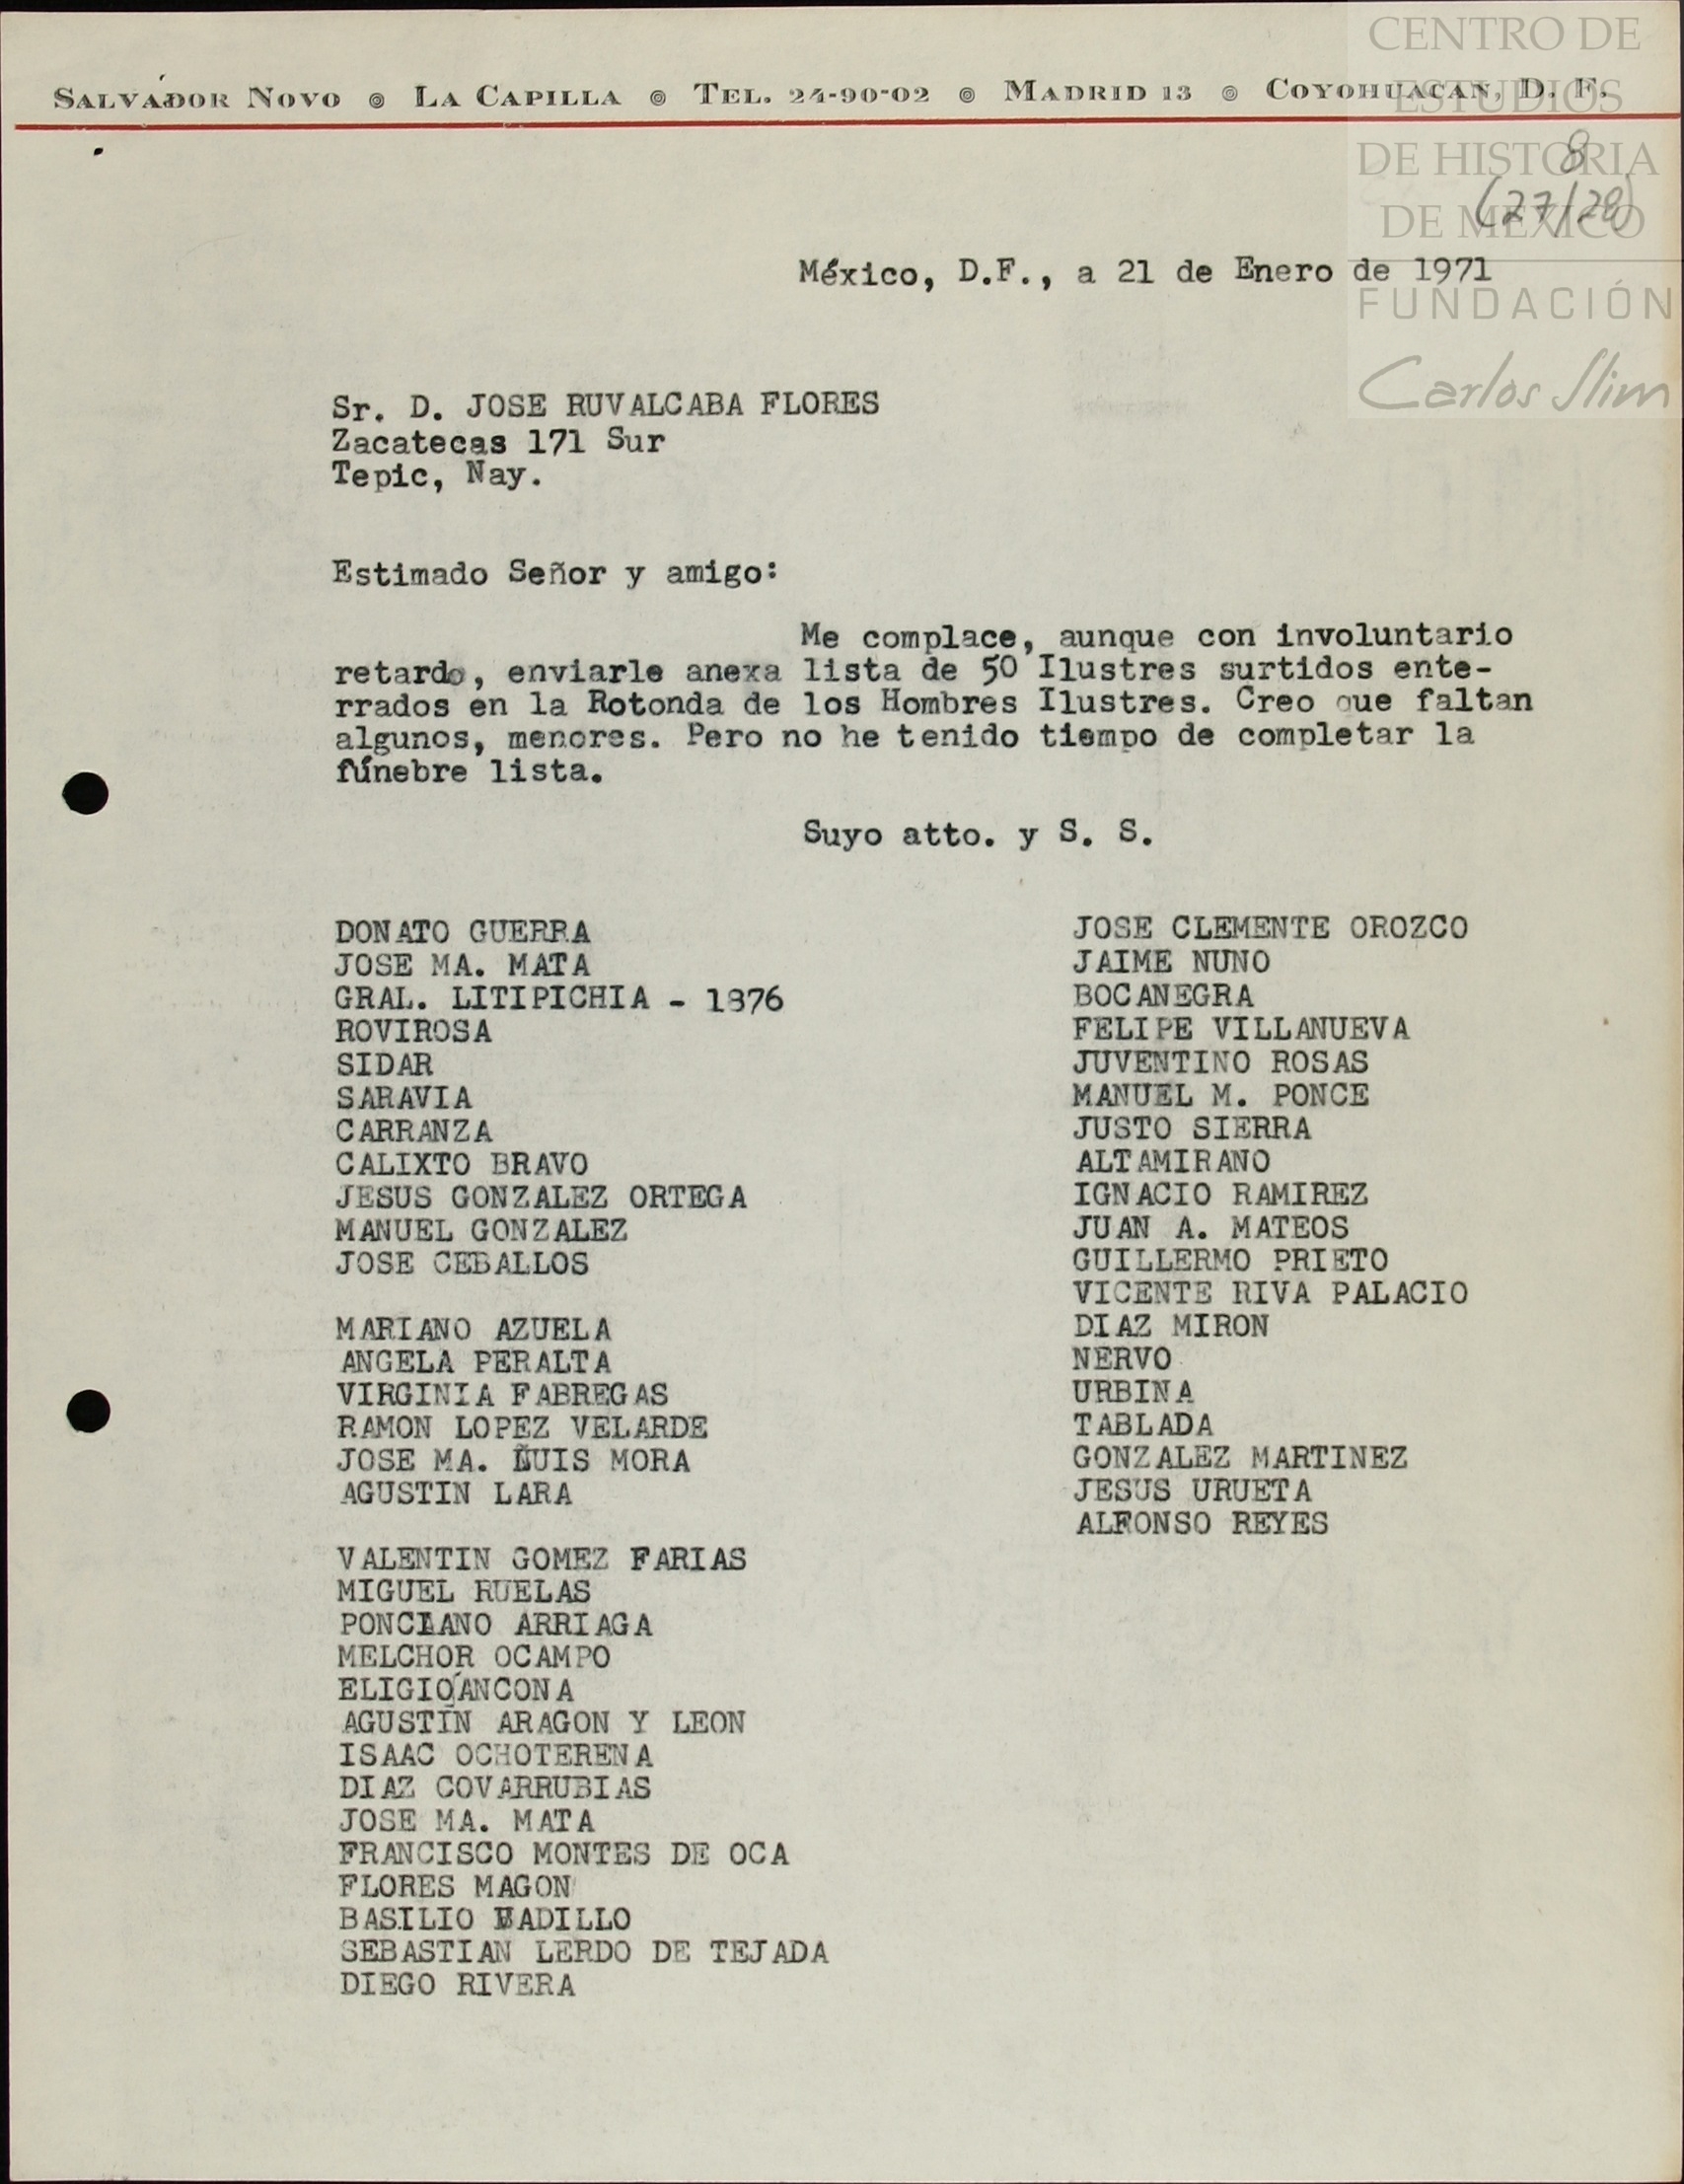 SALVADOR NOVO ⊚ LA CAPILLA ⊚ TEL. 24-90-02 ⊚ MADRID 13 ⊚ COYOHUACAN, D. F.
CENTRO DE
ESTUDIOS
DE HISTORIA
DE MÉXICO
FUNDACIÓN
Carlos Slim
8
(27/28)
México, D.F., a 21 de Enero de 1971
Sr. D. JOSE RUVALCABA FLORES
Zacatecas 171 Sur
Tepic, Nay.
Estimado Señor y amigo:
Me complace, aunque con involuntario
retardo, enviarle anexa lista de 50 Ilustres surtidos ente-
rrados en la Rotonda de los Hombres Ilustres. Creo que faltan
algunos, menores. Pero no he tenido tiempo de completar la
fúnebre lista.
Suyo atto. y S. S.
DONATO GUERRA
JOSE MA. MATA
GRAL. LITIPICHIA - 1876
ROVIROSA
SIDAR
SARAVIA
CARRANZA
CALIXTO BRAVO
JESUS GONZALEZ ORTEGA
MANUEL GONZALEZ
JOSE CEBALLOS
MARIANO AZUELA
ANGELA PERALTA
VIRGINIA FABREGAS
RAMON LOPEZ VELARDE
JOSE MA. LUIS MORA
AGUSTIN LARA
VALENTIN GOMEZ FARIAS
MIGUEL RUELAS
PONCIANO ARRIAGA
MELCHOR OCAMPO
ELIGIO ANCONA
AGUSTIN ARAGON Y LEON
ISAAC OCHOTERENA
DIAZ COVARRUBIAS
JOSE MA. MATA
FRANCISCO MONTES DE OCA
FLORES MAGON
BASILIO VADILLO
SEBASTIAN LERDO DE TEJADA
DIEGO RIVERA
JOSE CLEMENTE OROZCO
JAIME NUNO
BOCANEGRA
FELIPE VILLANUEVA
JUVENTINO ROSAS
MANUEL M. PONCE
JUSTO SIERRA
ALTAMIRANO
IGNACIO RAMIREZ
JUAN A. MATEOS
GUILLERMO PRIETO
VICENTE RIVA PALACIO
DIAZ MIRON
NERVO
URBINA
TABLADA
GONZALEZ MARTINEZ
JESUS URUETA
ALFONSO REYES